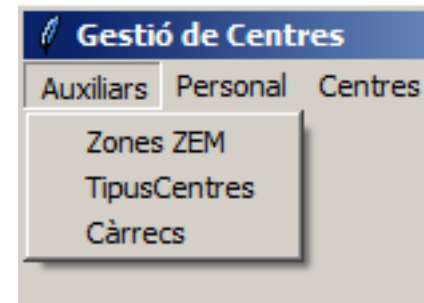 Gestió de Centres
Auxiliars Personal Centres
Zones ZEM
TipusCentres
Càrrecs